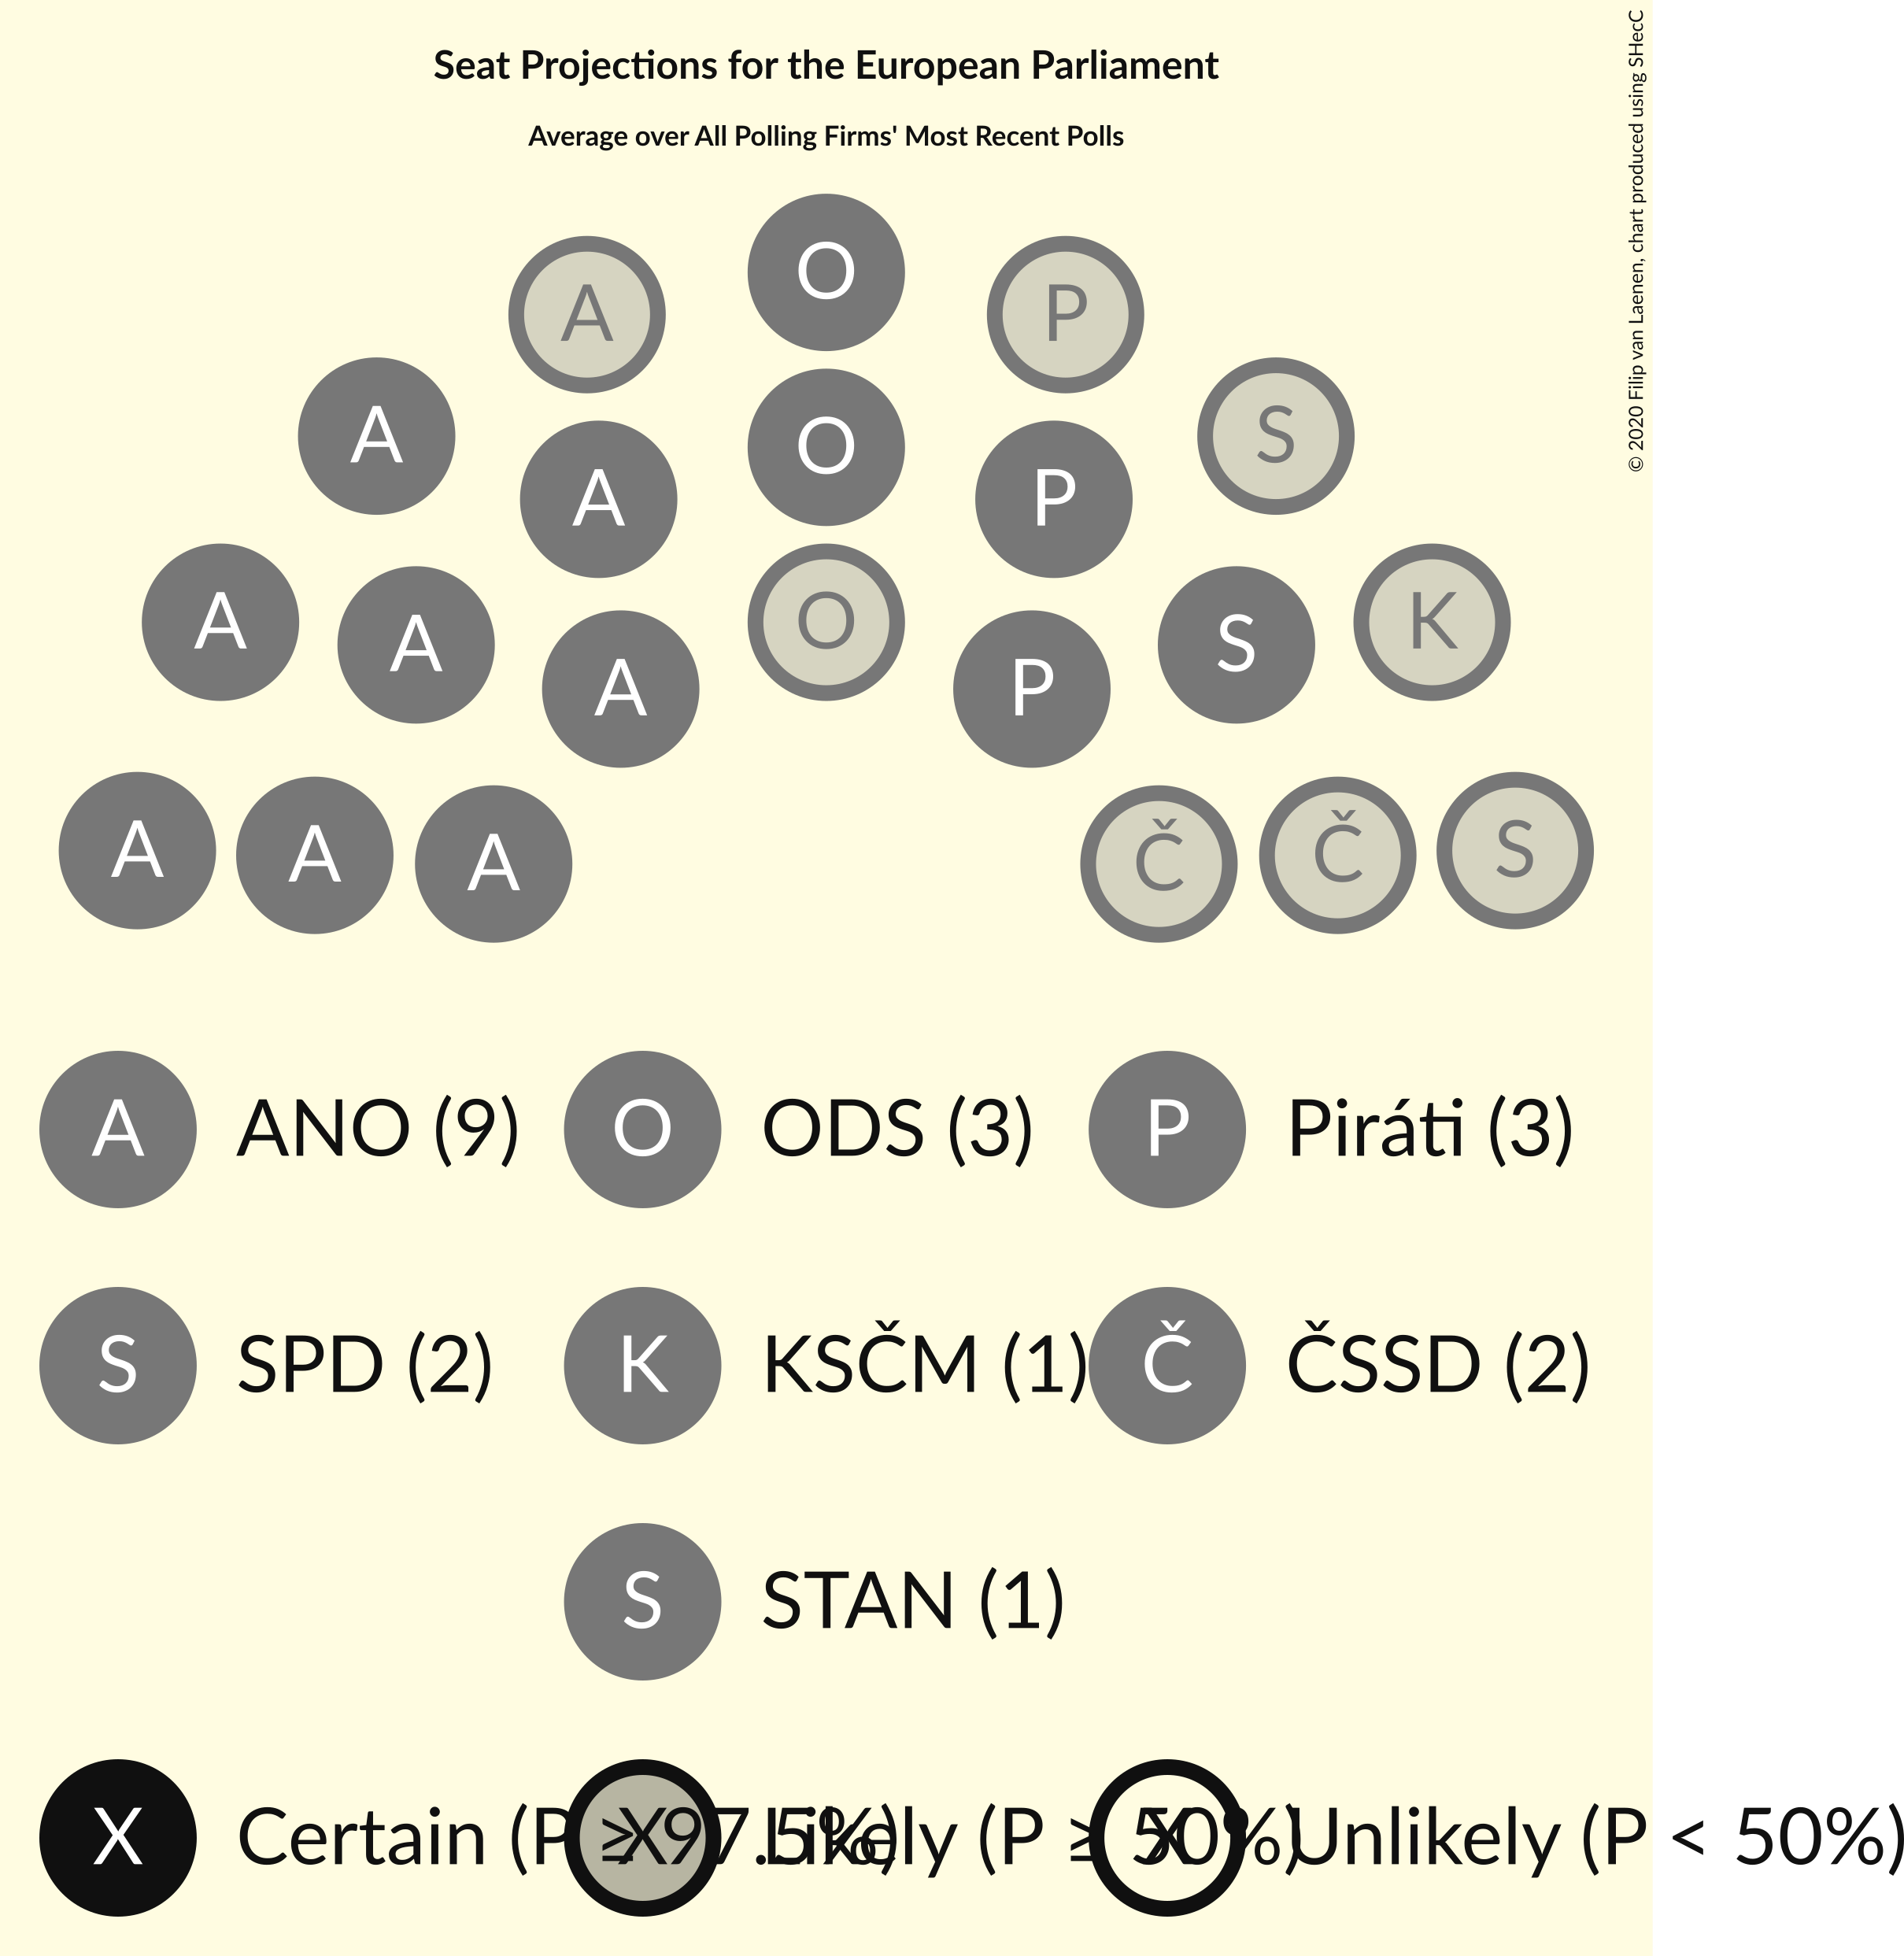 Seat Projections for the European Parliament
Average over All Polling Firms' Most Recent Polls
© 2020 Filip van Laenen, chart produced using SHecC
O
A P
A S
O
A P
A K
O
A S
A P
A A A Č Č S
A ANO (9) O ODS (3) P Piráti (3)
S SPD (2) K KSČM (1) Č ČSSD (2)
S STAN (1)
X Certain (P ≥ 97.5%) X Likely (P ≥ 50%) X Unlikely (P < 50%)